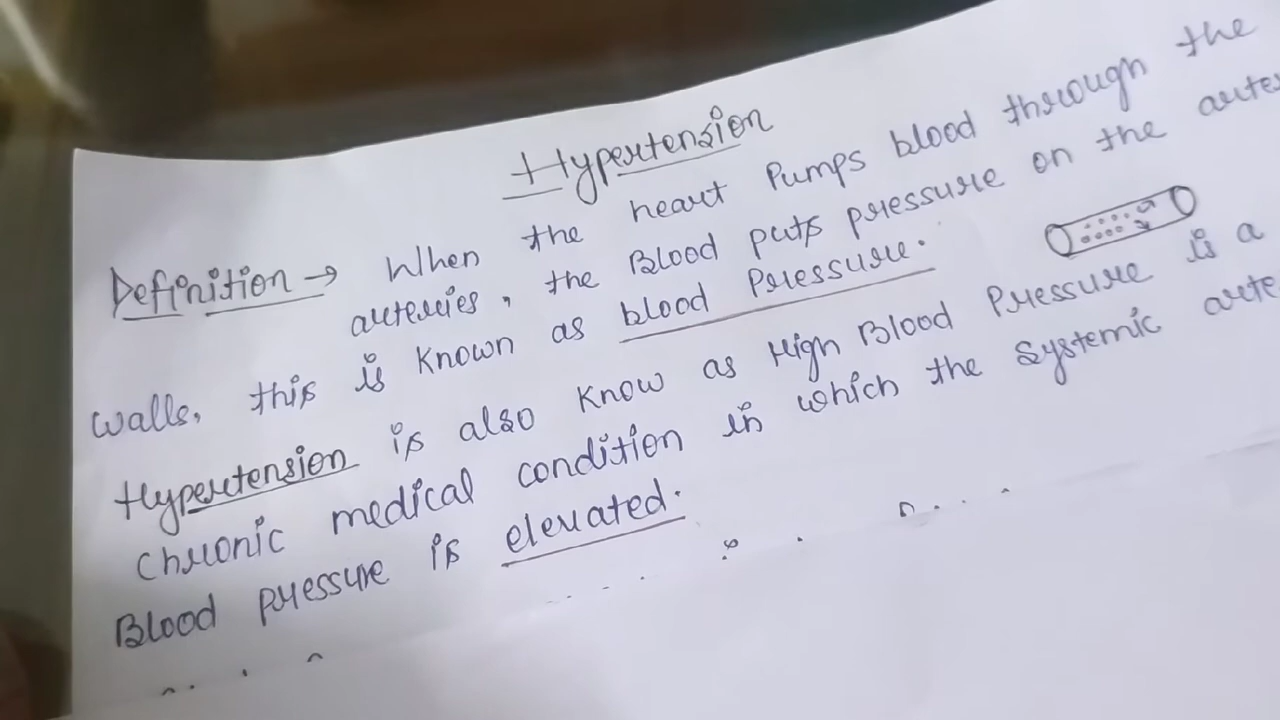 Hypertension
Definition → When the heart Pumps blood through the
arteries, the Blood puts pressure on the
walls, this is known as blood Pressure.
Hypertension is also know as High Blood Pressure is a
chronic medical condition in which the systemic
Blood pressure is elevated.